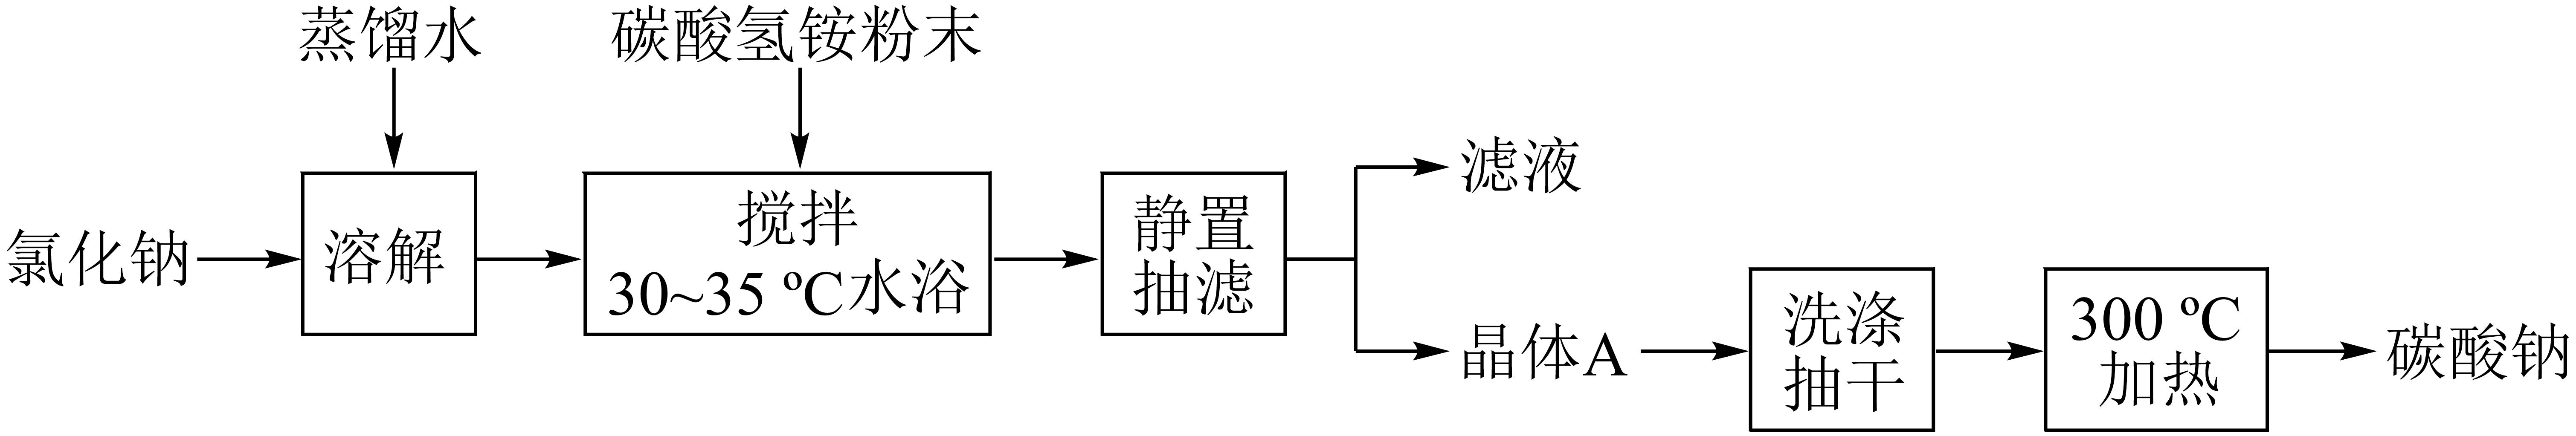 蒸馏水
碳酸氢铵粉末
氯化钠
溶解
搅拌
30~35 ºC水浴
静置
抽滤
滤液
晶体A
洗涤
抽干
300 ºC
加热
碳酸钠